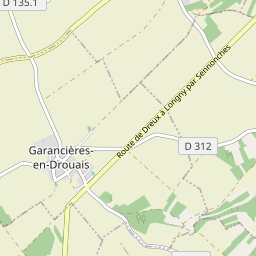 D 135.1
Route de Dreux à Longny par Senonches
D 312
Garancières-
en-Drouais